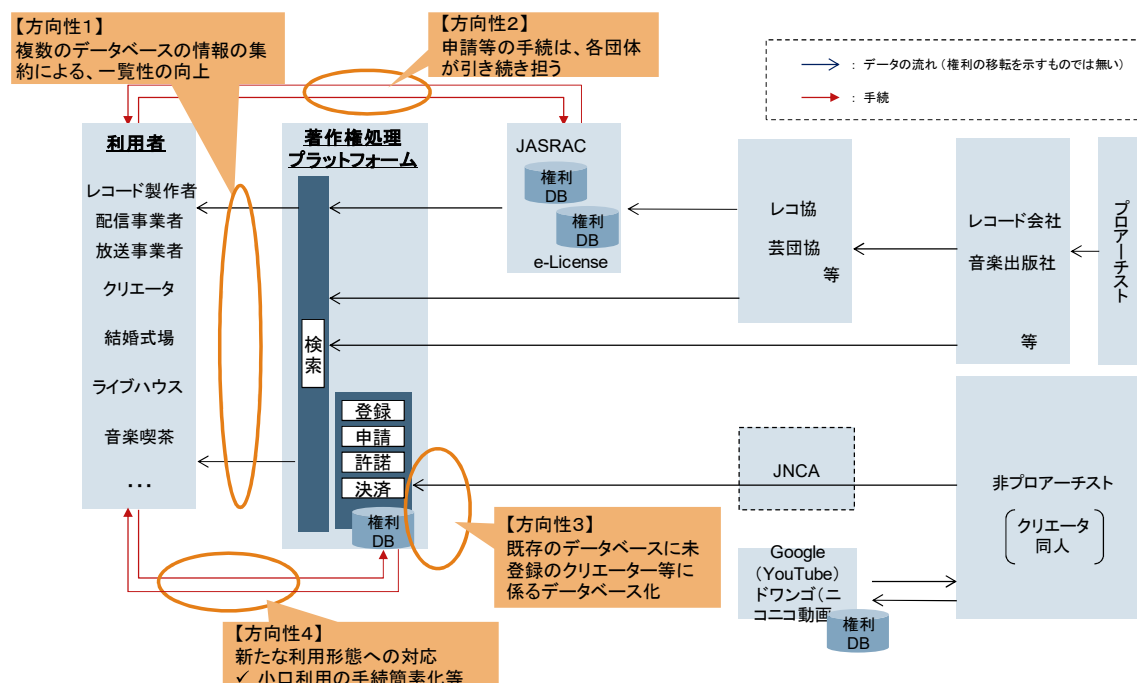 【方向性1】
複数のデータベースの情報の集
約による、一覧性の向上
【方向性2】
申請等の手続は、各団体
が引き続き担う
：データの流れ（権利の移転を示すものでは無い）
：手続
利用者
レコード製作者
配信事業者
放送事業者
クリエータ
結婚式場
ライブハウス
音楽喫茶
…
著作権処理
プラットフォーム
検索
登録
申請
許諾
決済
権利
DB
JASRAC
権利
DB
権利
DB
e-License
レコ協
芸団協
等
レコード会社
音楽出版社
等
プロアーチスト
JNCA
非プロアーチスト
クリエータ
同人
Google
（YouTube）
ドワンゴ（ニ
コニコ動画
権利
DB
【方向性3】
既存のデータベースに未
登録のクリエーター等に
係るデータベース化
【方向性4】
新たな利用形態への対応
✓ 小口利用の手続簡素化等